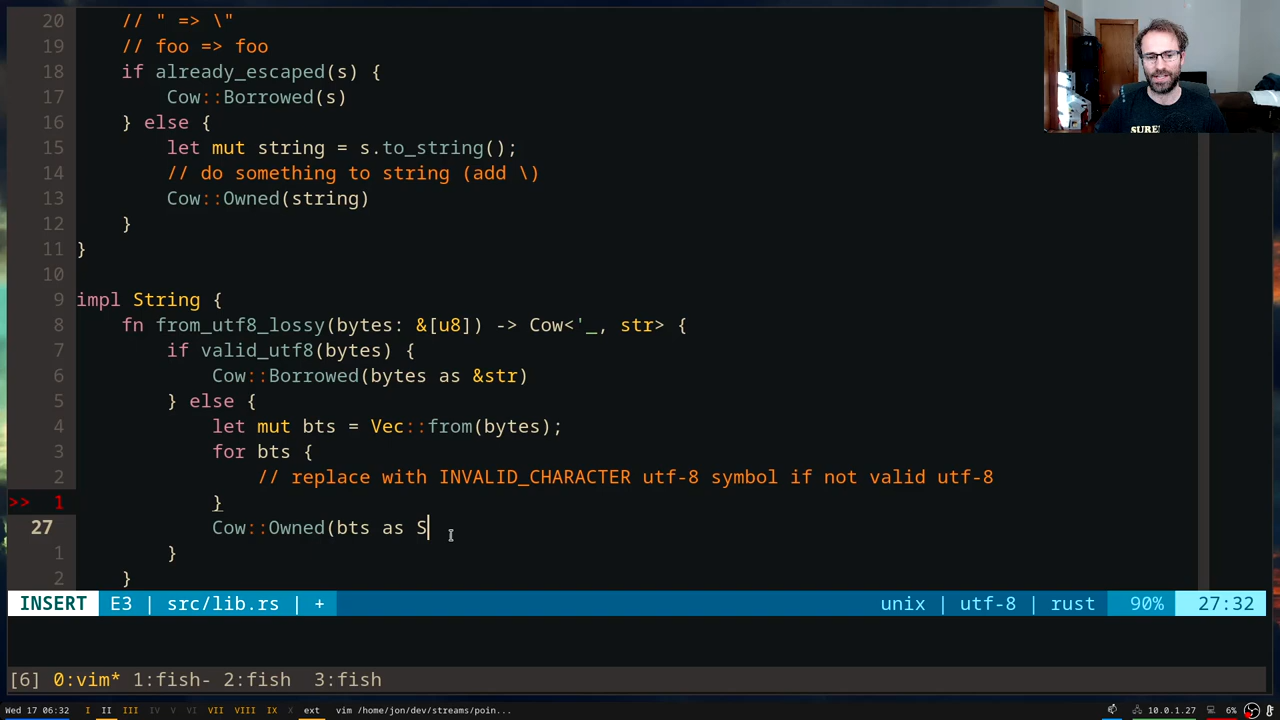 20 // " => \"
19 // foo => foo
18 if already_escaped(s) {
17 Cow::Borrowed(s)
16 } else {
15 let mut string = s.to_string();
14 // do something to string (add \)
13 Cow::Owned(string)
12 }
11 }
10
9 impl String {
8 fn from_utf8_lossy(bytes: &[u8]) -> Cow<'_, str> {
7 if valid_utf8(bytes) {
6 Cow::Borrowed(bytes as &str)
5 } else {
4 let mut bts = Vec::from(bytes);
3 for bts {
2 // replace with INVALID_CHARACTER utf-8 symbol if not valid utf-8
>> 1 }
27 Cow::Owned(bts as S
1 }
2 }
INSERT E3 | src/lib.rs | + unix | utf-8 | rust 90% 27:32
[6] 0:vim* 1:fish- 2:fish 3:fish
Wed 17 06:32 I II III IV V VI VII VIII IX X ext vim /home/jon/dev/streams/poin... 10.0.1.27 6%